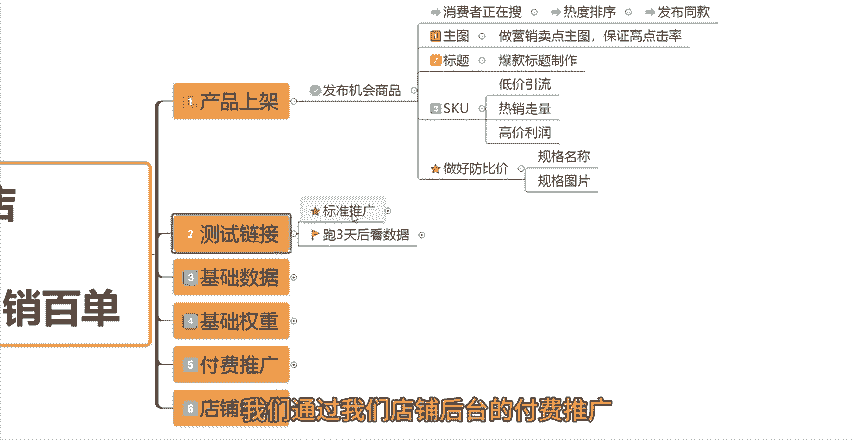 消费者正在搜 热度排序 发布同款
1 主图 做营销卖点主图，保证高点击率
2 标题 爆款标题制作
低价引流
3 SKU 热销走量
高价利润
做好防比价 规格名称
规格图片
1 产品上架 发布机会商品
店
标准推广
2 测试链接 跑3天后看数据
3 基础数据
销百单
4 基础权重
5 付费推广
6 店铺
我们通过我们店铺后台的付费推广